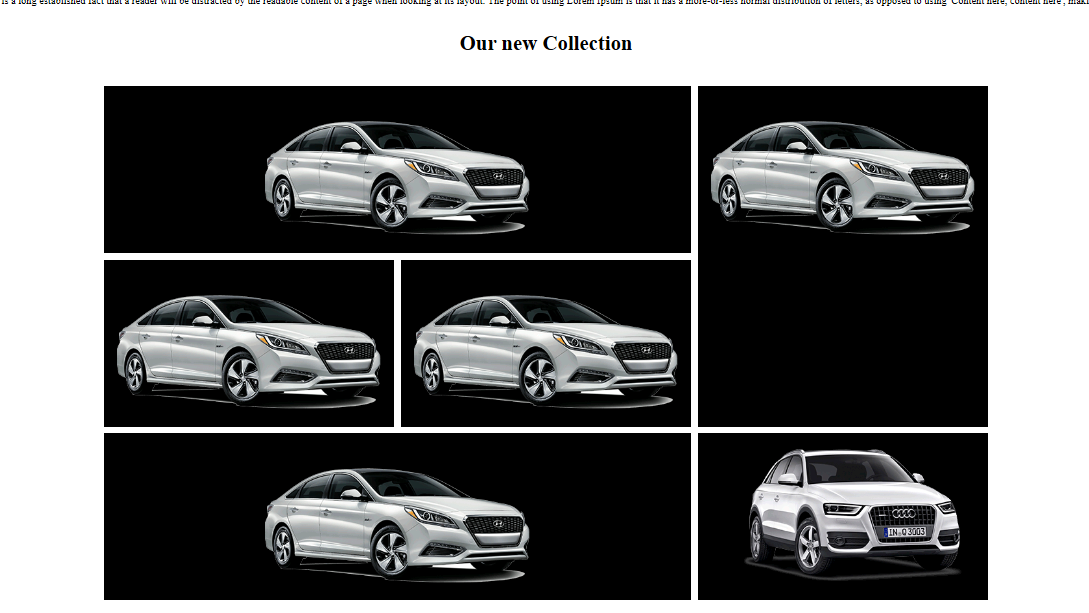 is a long established fact that a reader will be distracted by the readable content of a page when looking at its layout. The point of using Lorem Ipsum is that it has a more-or-less normal distribution of letters, as opposed to using 'Content here, content here', maki
Our new Collection
IN Q 3003